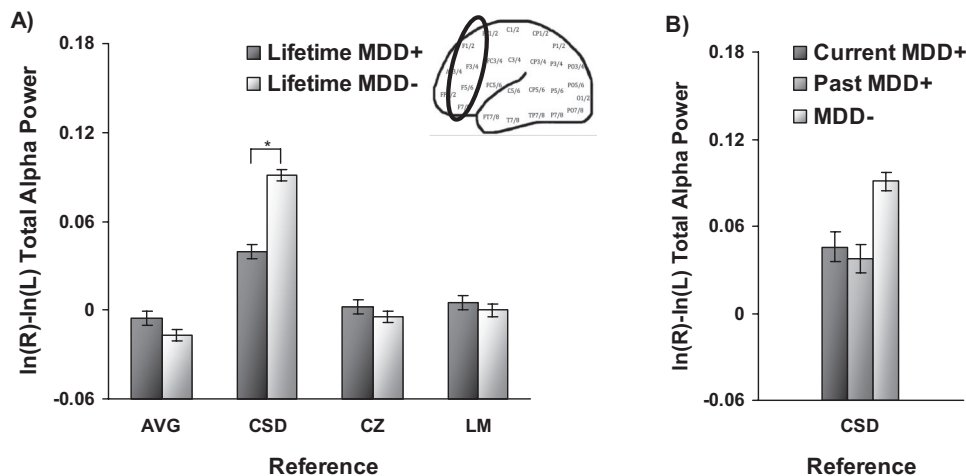 A)
ln(R)-ln(L) Total Alpha Power
0.18
0.12
0.06
0
-0.06
Lifetime MDD+
Lifetime MDD-
*
F1/2
C1/2
CP1/2
P1/2
F3/4
FC3/4
C3/4
CP3/4
P3/4
PO3/4
F5/6
FC5/6
C5/6
CP5/6
P5/6
PO5/6
O1/2
F7/8
FT7/8
T7/8
TP7/8
P7/8
PO7/8
AVG
CSD
CZ
LM
Reference
B)
ln(R)-ln(L) Total Alpha Power
0.18
0.12
0.06
0
-0.06
Current MDD+
Past MDD+
MDD-
CSD
Reference